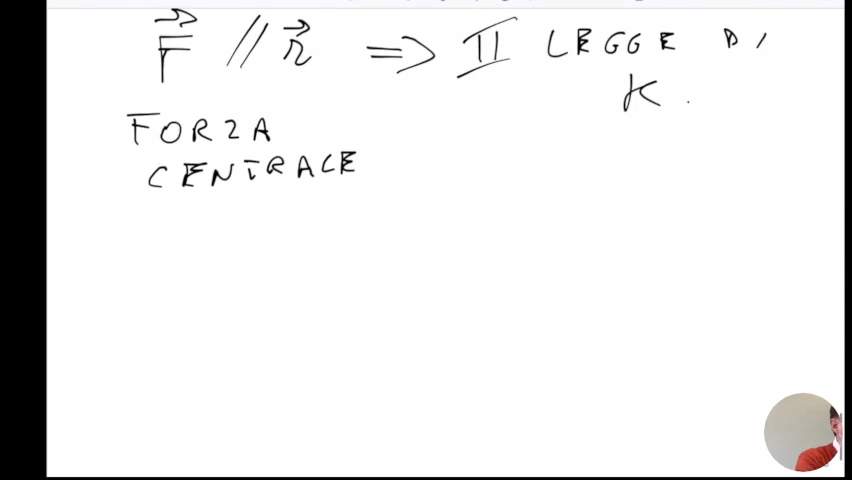 F⃗ // r⃗ => II LEGGE DI
K.
FORZA
CENTRALE